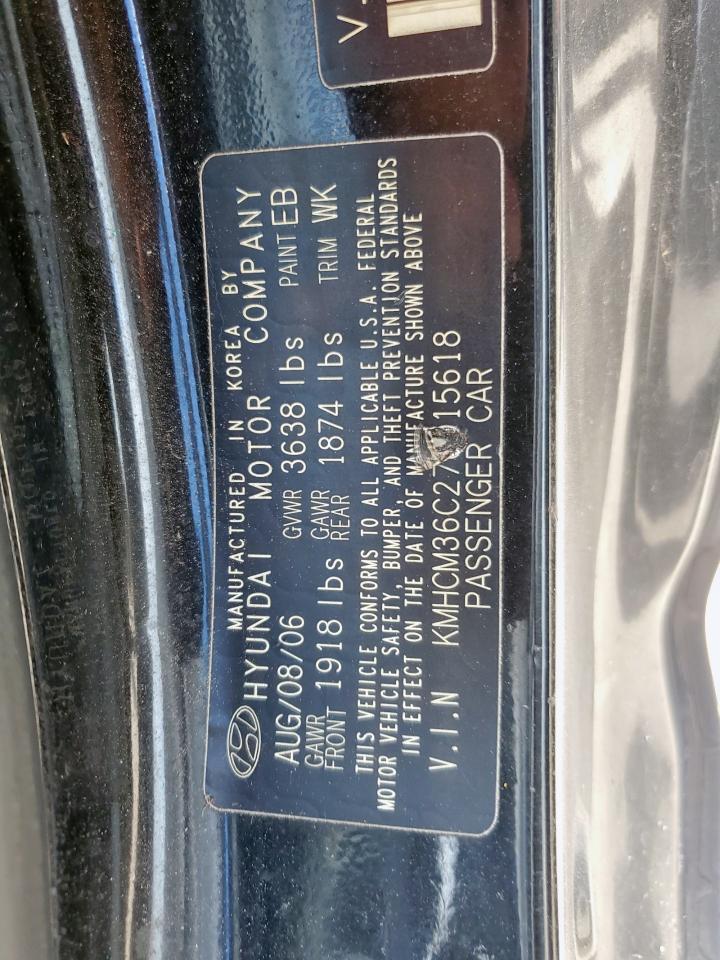 V
MANUFACTURED IN KOREA BY
HYUNDAI MOTOR COMPANY
AUG/08/06 GVWR 3638 lbs PAINT EB
GAWR FRONT 1918 lbs GAWR REAR 1874 lbs TRIM WK
THIS VEHICLE CONFORMS TO ALL APPLICABLE U.S.A. FEDERAL
MOTOR VEHICLE SAFETY, BUMPER, AND THEFT PREVENTION STANDARDS
IN EFFECT ON THE DATE OF MANUFACTURE SHOWN ABOVE
V.I.N KMHCM36C27 15618
PASSENGER CAR